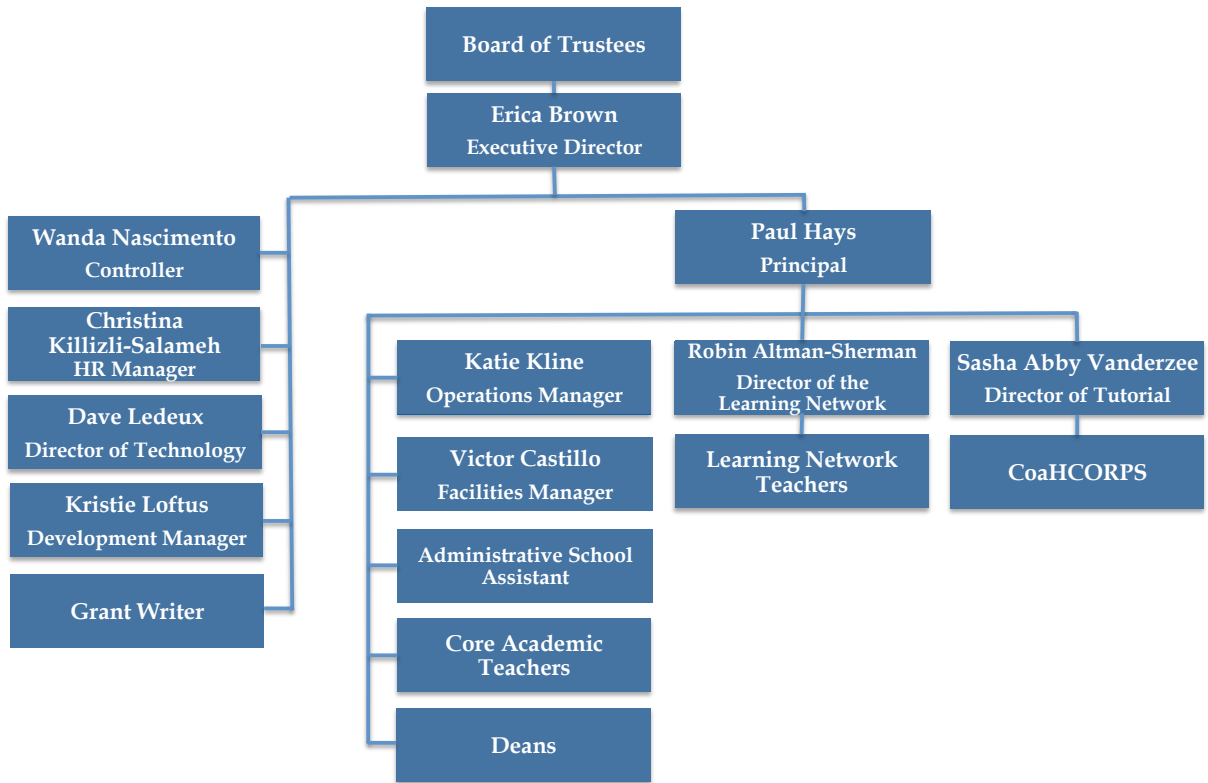 Board of Trustees
Erica Brown
Executive Director
Wanda Nascimento
Controller
Christina
Killizli-Salameh
HR Manager
Dave Ledeux
Director of Technology
Kristie Loftus
Development Manager
Grant Writer
Paul Hays
Principal
Katie Kline
Operations Manager
Victor Castillo
Facilities Manager
Administrative School
Assistant
Core Academic
Teachers
Deans
Robin Altman-Sherman
Director of the
Learning Network
Learning Network
Teachers
Sasha Abby Vanderzee
Director of Tutorial
CoaHCORPS